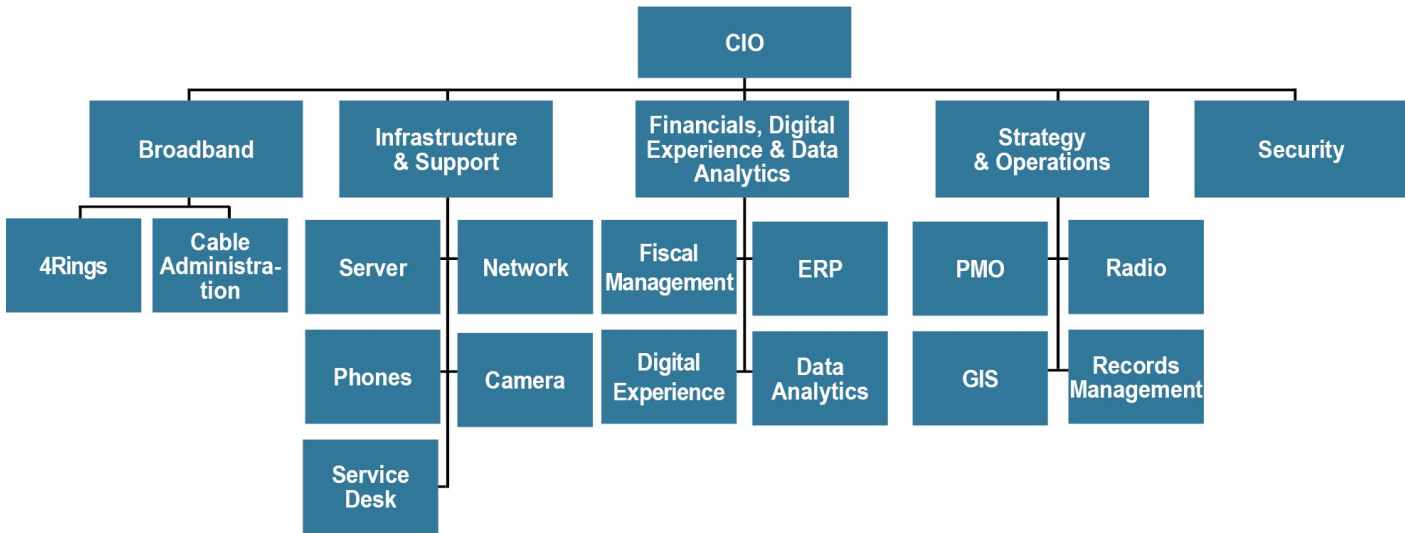 CIO
Broadband
Infrastructure
& Support
Financials, Digital
Experience & Data
Analytics
Strategy
& Operations
Security
4Rings
Cable
Administra-
tion
Server
Network
Fiscal
Management
ERP
PMO
Radio
Phones
Camera
Digital
Experience
Data
Analytics
GIS
Records
Management
Service
Desk